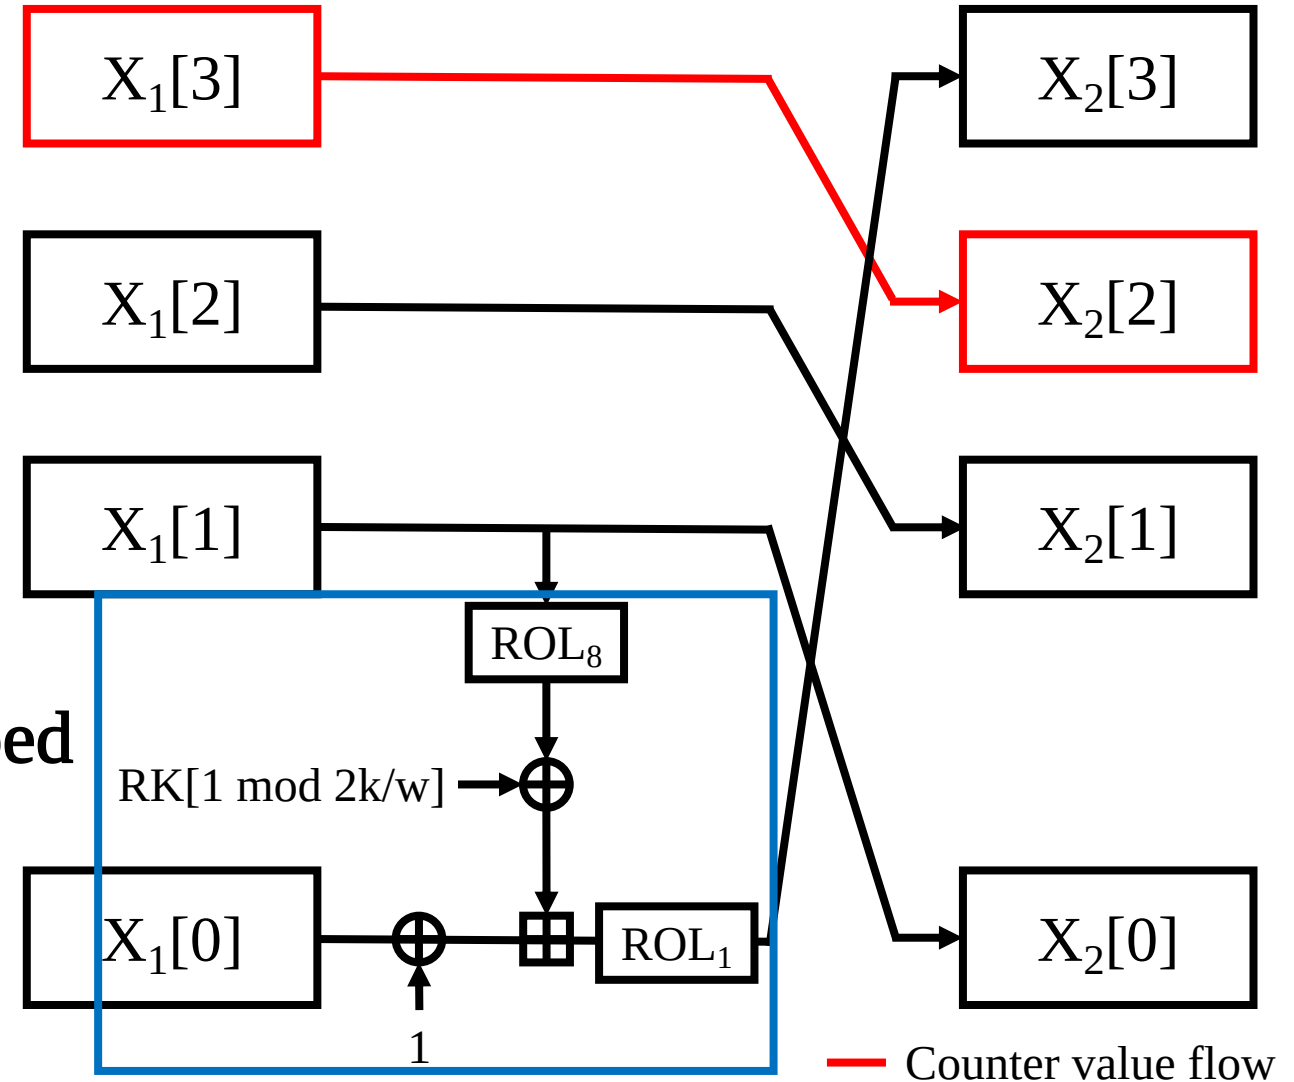 X₁[3]
X₂[3]
X₁[2]
X₂[2]
X₁[1]
X₂[1]
ROL₈
RK[1 mod 2k/w]
X₁[0]
ROL₁
X₂[0]
1
Counter value flow